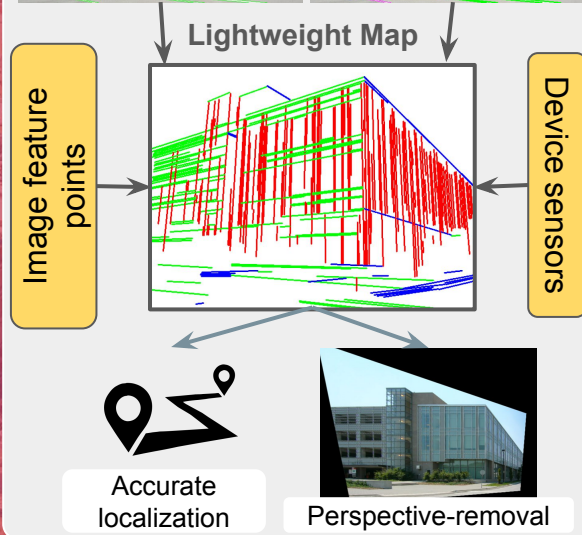 Lightweight Map
Image feature
points
Device sensors
Accurate
localization
Perspective-removal